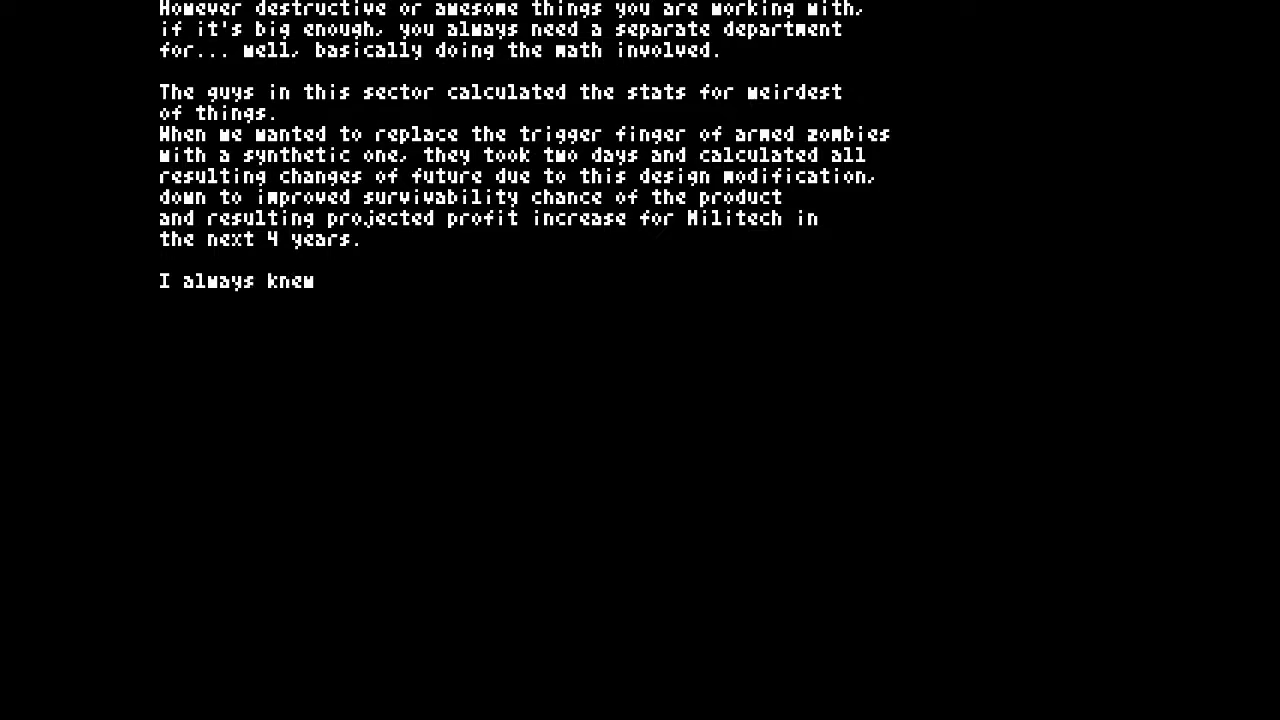 However destructive or awesome things you are working with,
if it's big enough, you always need a separate department
for... well, basically doing the math involved.
The guys in this sector calculated the stats for weirdest
of things.
When we wanted to replace the trigger finger of armed zombies
with a synthetic one, they took two days and calculated all
resulting changes of future due to this design modification,
down to improved survivability chance of the product
and resulting projected profit increase for Militech in
the next 4 years.
I always knew